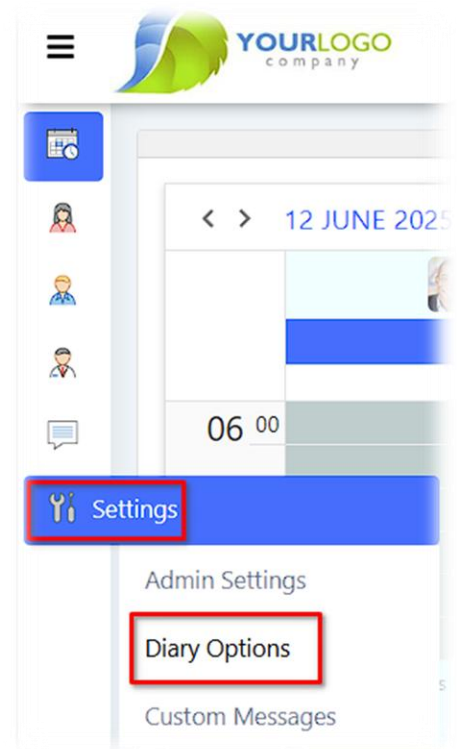 YOURLOGO
company
< > 12 JUNE 2025
06 00
Settings
Admin Settings
Diary Options
Custom Messages